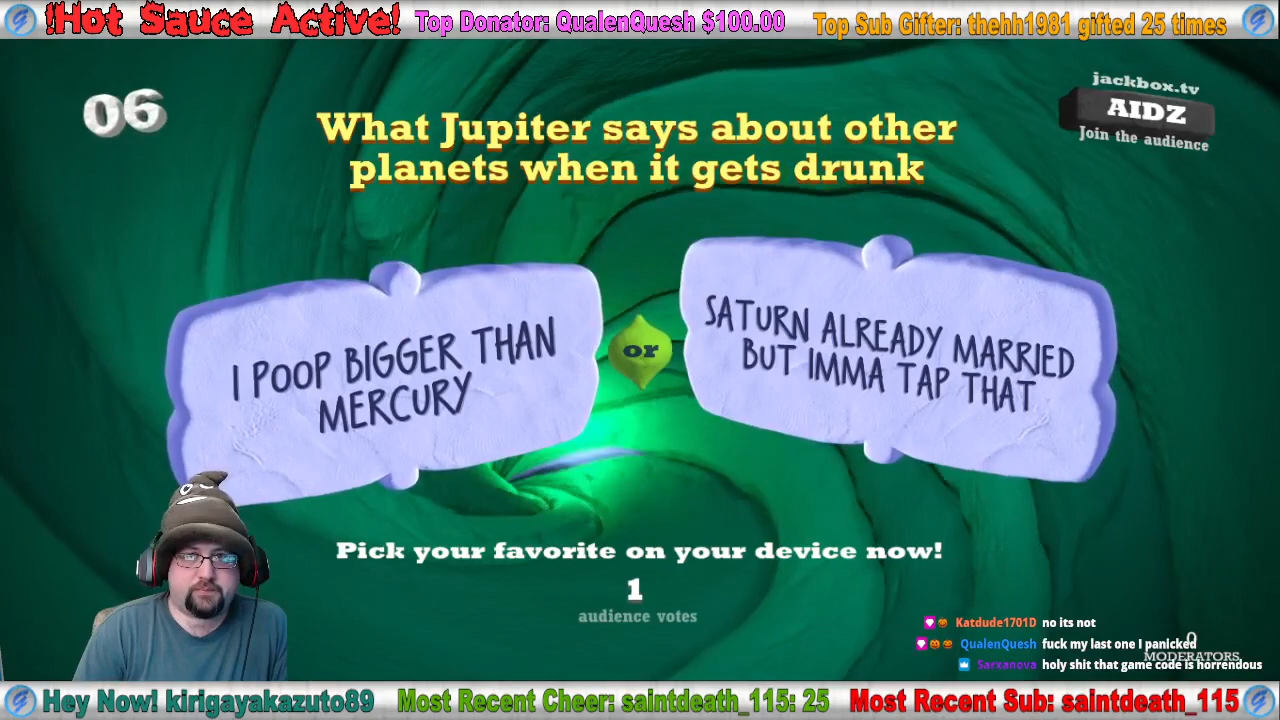 !Hot Sauce Active!
Top Donator: QualenQuesh $100.00
Top Sub Gifter: thehh1981 gifted 25 times
06
jackbox.tv
AIDZ
Join the audience
What Jupiter says about other
planets when it gets drunk
I POOP BIGGER THAN
MERCURY
or
SATURN ALREADY MARRIED
BUT IMMA TAP THAT
Pick your favorite on your device now!
1
audience votes
0
MODERATORS
Katdude1701D no its not
QualenQuesh fuck my last one I panicked
Sarxanova holy shit that game code is horrendous
Hey Now! kirigayakazuto89
Most Recent Cheer: saintdeath_115: 25
Most Recent Sub: saintdeath_115